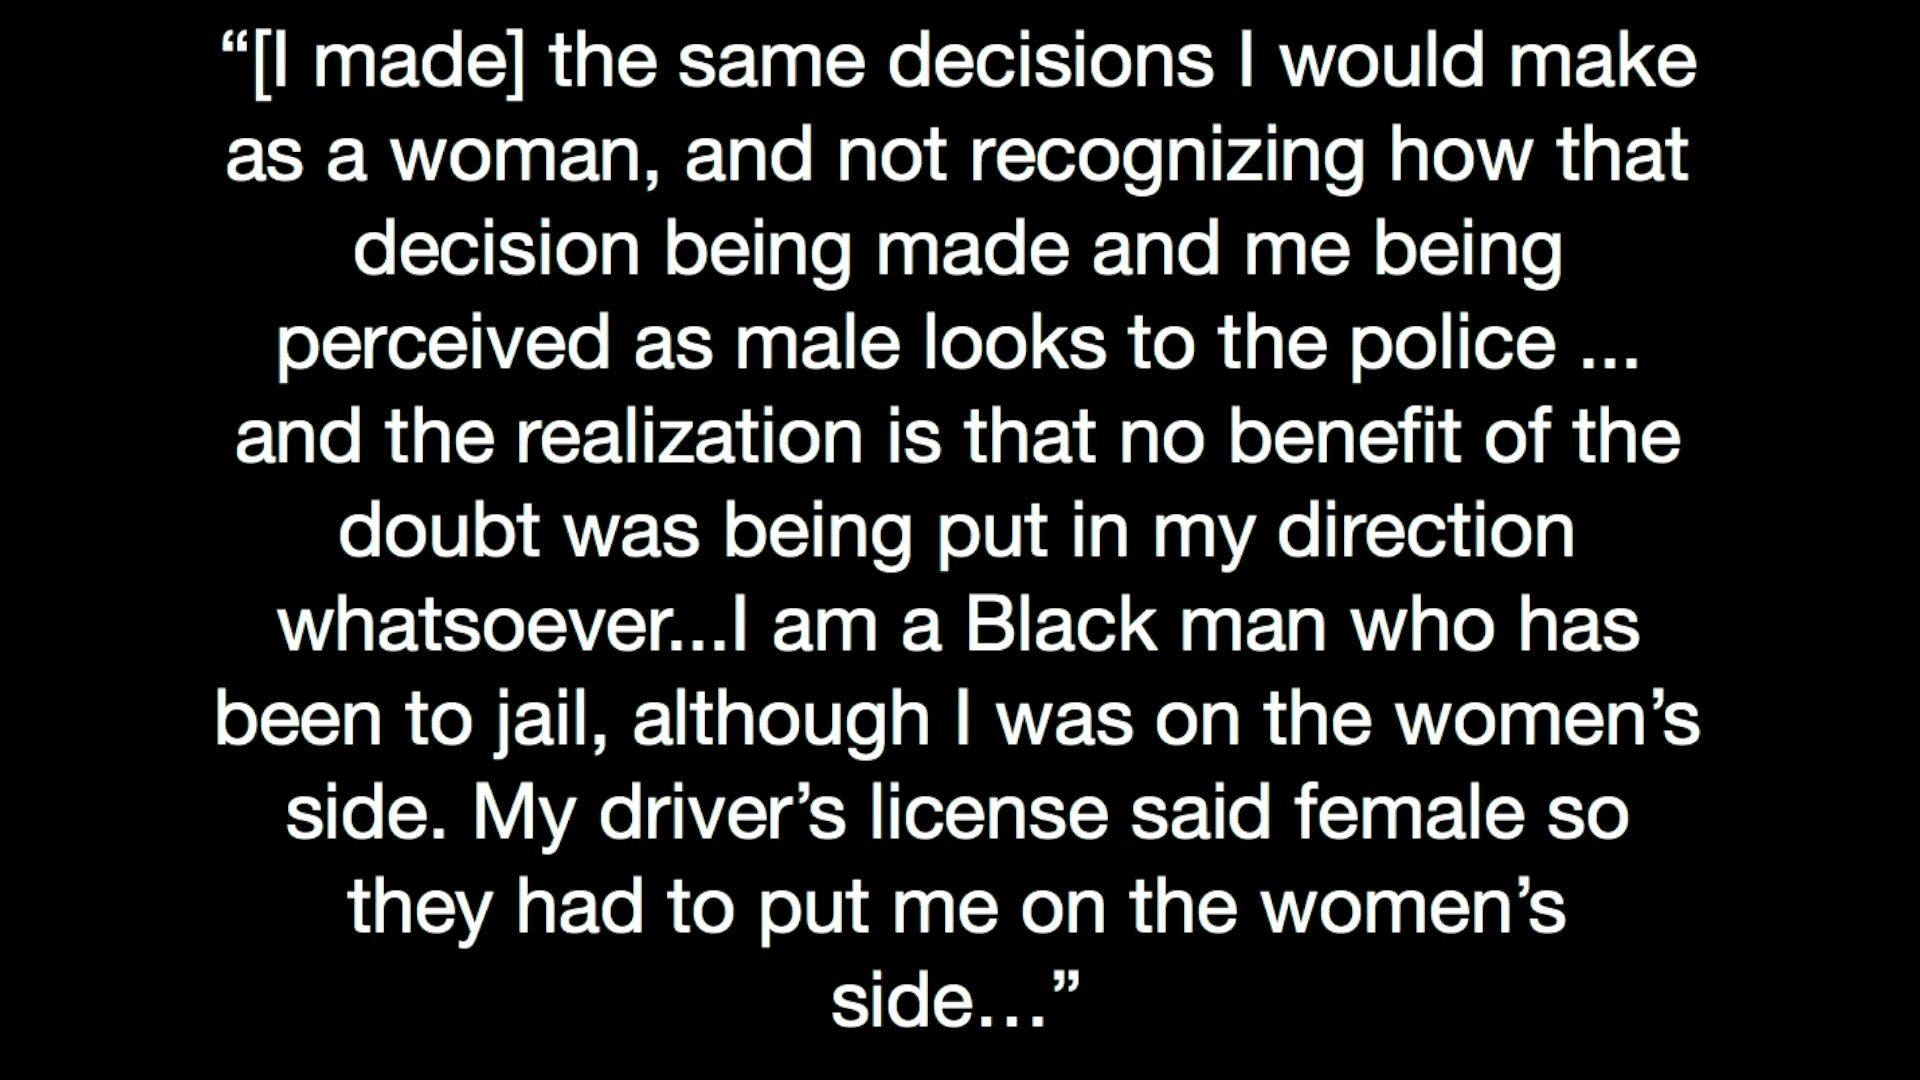 “[I made] the same decisions I would make
as a woman, and not recognizing how that
decision being made and me being
perceived as male looks to the police ...
and the realization is that no benefit of the
doubt was being put in my direction
whatsoever...I am a Black man who has
been to jail, although I was on the women’s
side. My driver’s license said female so
they had to put me on the women’s
side…”